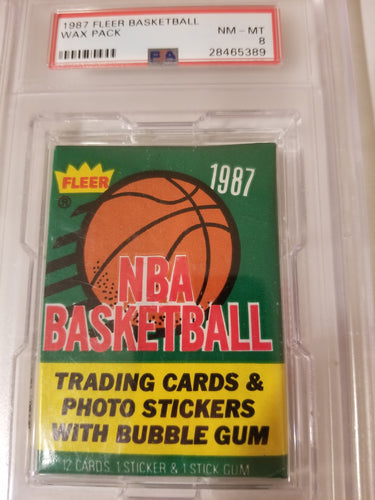 1987 FLEER BASKETBALL
WAX PACK
NM - MT
8
PSA
28465389
FLEER
®
1987
NBA
BASKETBALL
TRADING CARDS &
PHOTO STICKERS
WITH BUBBLE GUM
12 CARDS, 1 STICKER & 1 STICK GUM